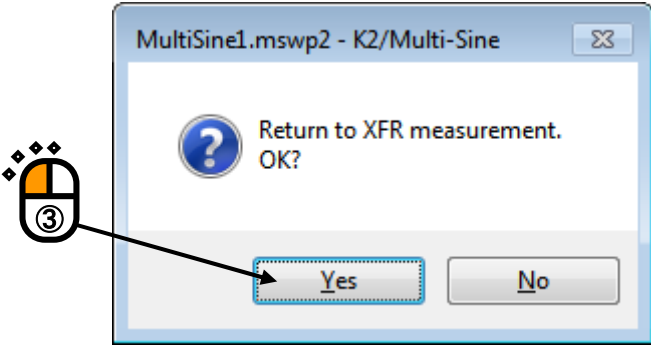 MultiSine1.mswp2 - K2/Multi-Sine
Return to XFR measurement.
OK?
③
Yes
No